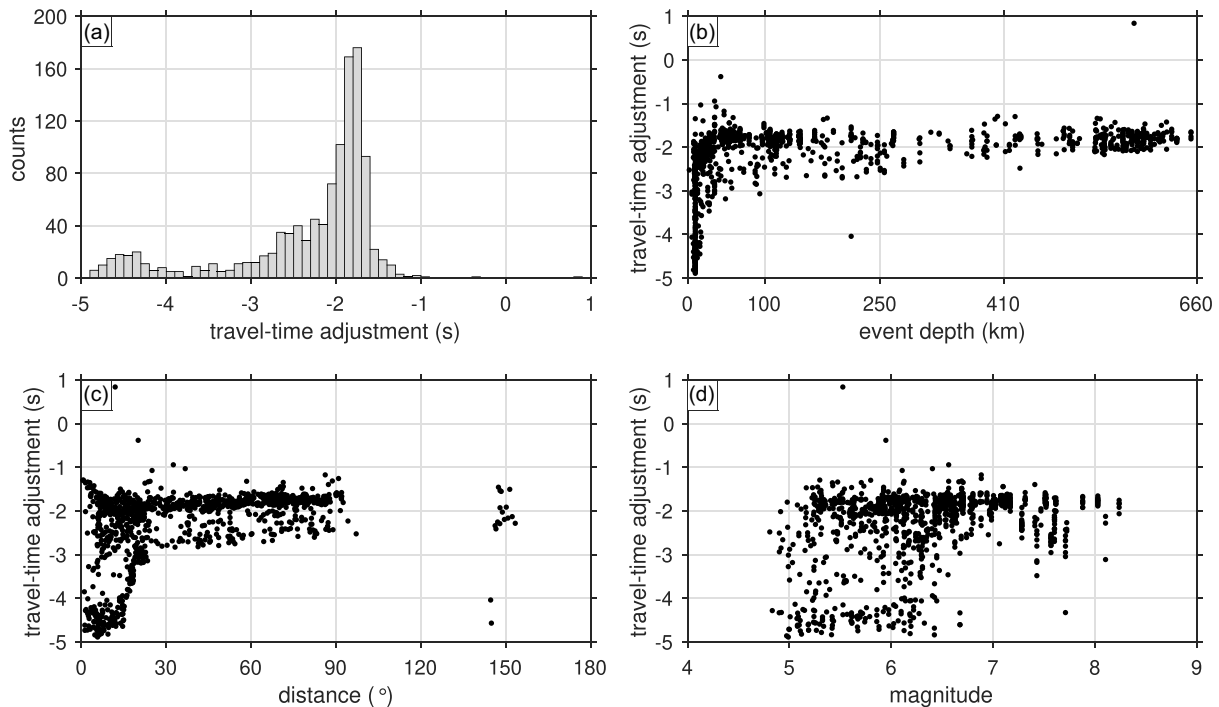 (a)
200
160
120
80
40
0
counts
-5 -4 -3 -2 -1 0 1
travel-time adjustment (s)
(b)
1
0
-1
-2
-3
-4
-5
travel-time adjustment (s)
0 100 250 410 660
event depth (km)
(c)
1
0
-1
-2
-3
-4
-5
travel-time adjustment (s)
0 30 60 90 120 150 180
distance (°)
(d)
1
0
-1
-2
-3
-4
-5
travel-time adjustment (s)
4 5 6 7 8 9
magnitude